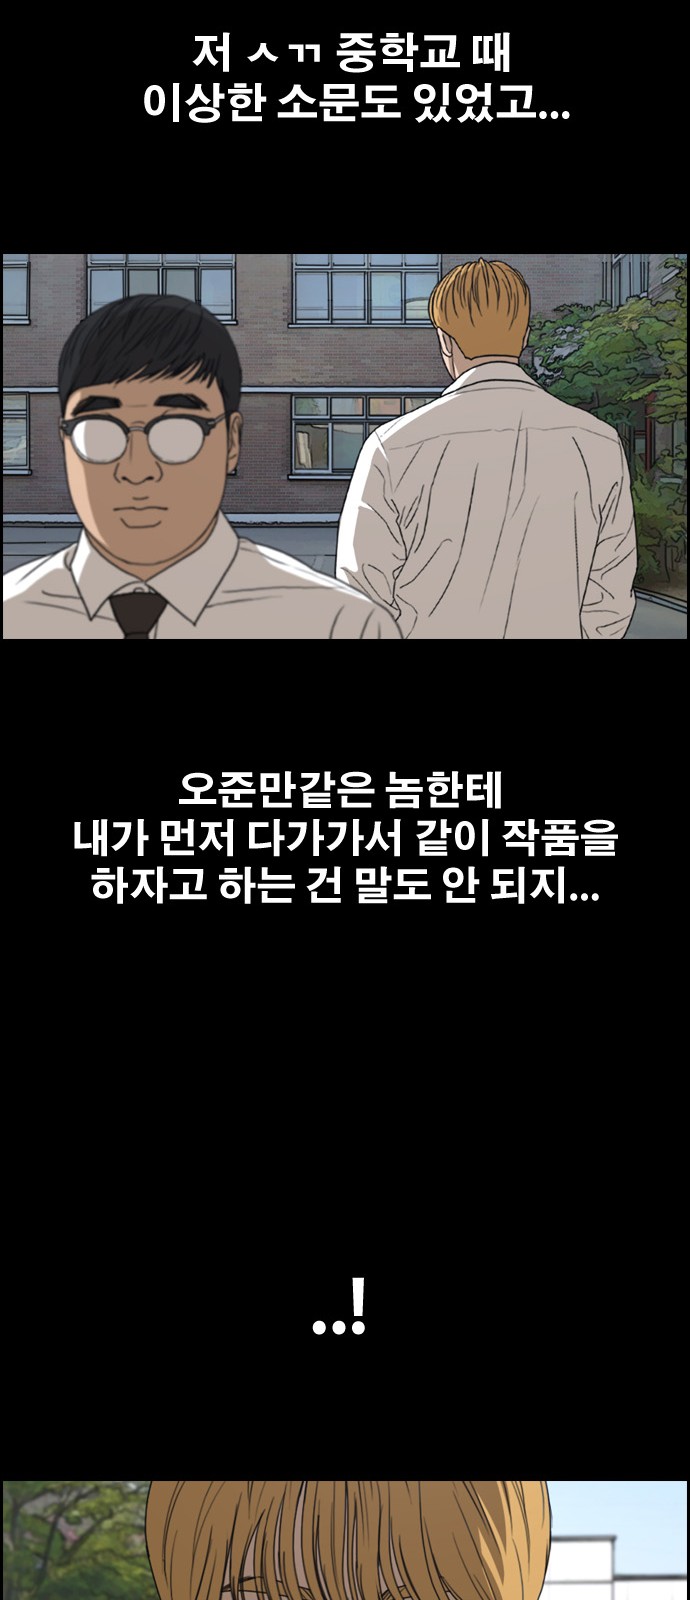 저 ㅅㄲ 중학교 때
이상한 소문도 있었고...
오준만같은 놈한테
내가 먼저 다가가서 같이 작품을
하자고 하는 건 말도 안 되지...
..!